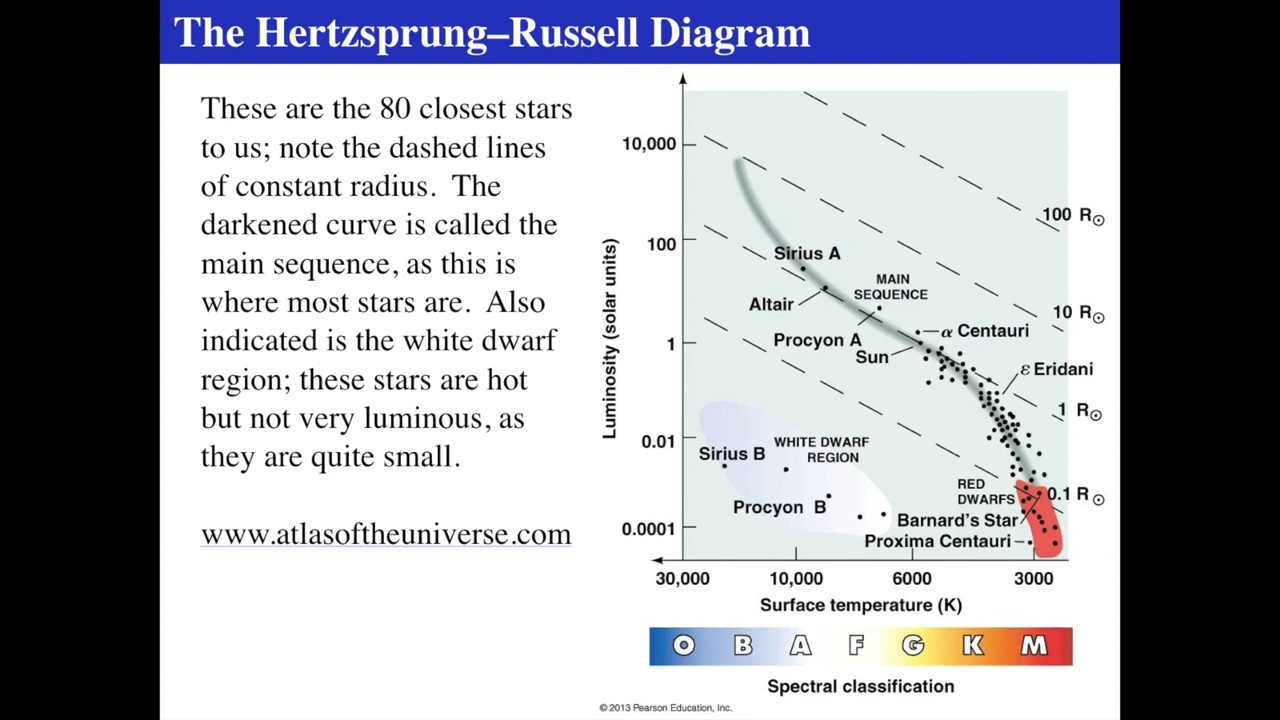 The Hertzsprung–Russell Diagram
These are the 80 closest stars
to us; note the dashed lines
of constant radius. The
darkened curve is called the
main sequence, as this is
where most stars are. Also
indicated is the white dwarf
region; these stars are hot
but not very luminous, as
they are quite small.
www.atlasoftheuniverse.com
Luminosity (solar units)
10,000
100
1
0.01
0.0001
100 R⊙
10 R⊙
1 R⊙
0.1 R⊙
Sirius A
Altair
MAIN
SEQUENCE
Procyon A
Sun
α Centauri
ε Eridani
WHITE DWARF
REGION
Sirius B
Procyon B
RED
DWARFS
Barnard's Star
Proxima Centauri
30,000 10,000 6000 3000
Surface temperature (K)
O B A F G K M
Spectral classification
© 2013 Pearson Education, Inc.